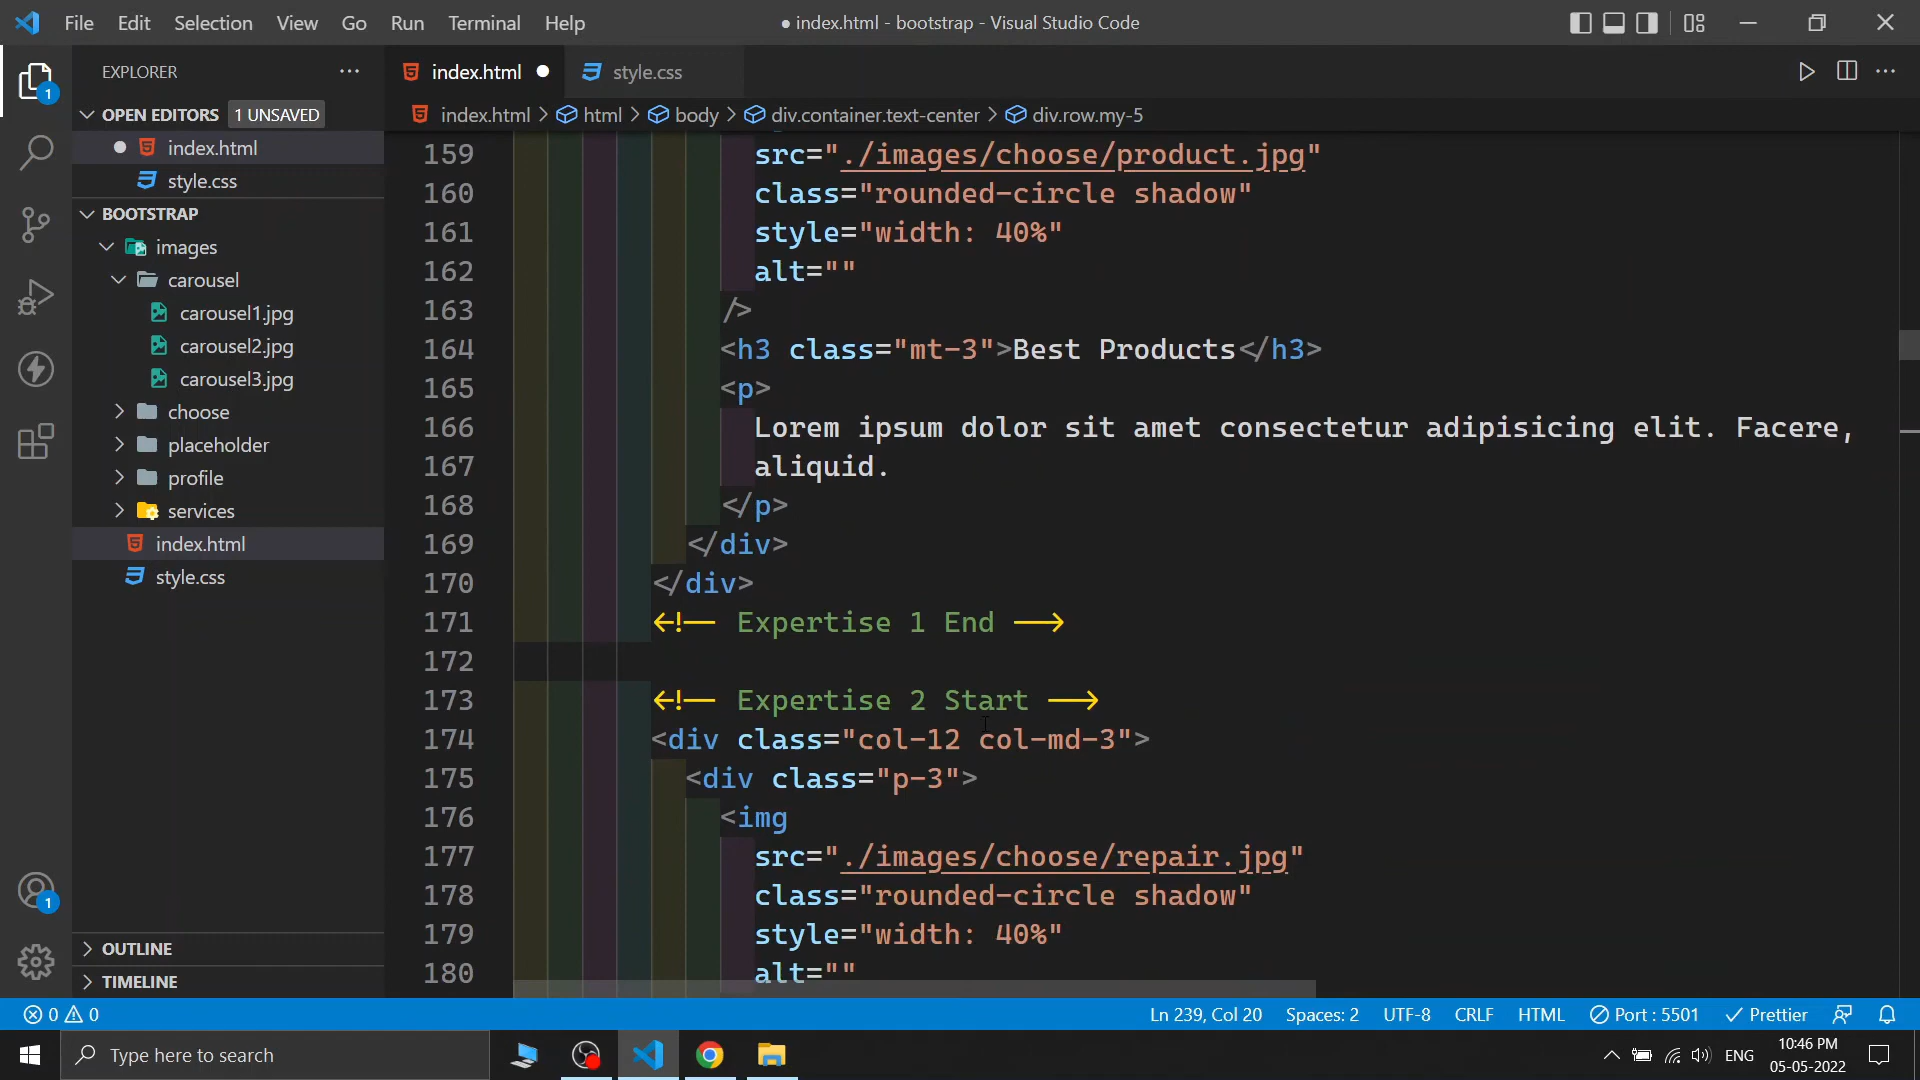 File Edit Selection View Go Run Terminal Help
● index.html - bootstrap - Visual Studio Code
EXPLORER
OPEN EDITORS 1 UNSAVED
index.html
style.css
BOOTSTRAP
images
carousel
carousel1.jpg
carousel2.jpg
carousel3.jpg
choose
placeholder
profile
services
index.html
style.css
OUTLINE
TIMELINE
1
1
index.html ● style.css
index.html > html > body > div.container.text-center > div.row.my-5
159 src="./images/choose/product.jpg"
160 class="rounded-circle shadow"
161 style="width: 40%"
162 alt=""
163 />
164 <h3 class="mt-3">Best Products</h3>
165 <p>
166 Lorem ipsum dolor sit amet consectetur adipisicing elit. Facere,
167 aliquid.
168 </p>
169 </div>
170 </div>
171 <!-- Expertise 1 End -->
172
173 <!-- Expertise 2 Start -->
174 <div class="col-12 col-md-3">
175 <div class="p-3">
176 <img
177 src="./images/choose/repair.jpg"
178 class="rounded-circle shadow"
179 style="width: 40%"
180 alt=""
0 0 Ln 239, Col 20 Spaces: 2 UTF-8 CRLF HTML Port : 5501 Prettier
Type here to search
ENG
10:46 PM
05-05-2022